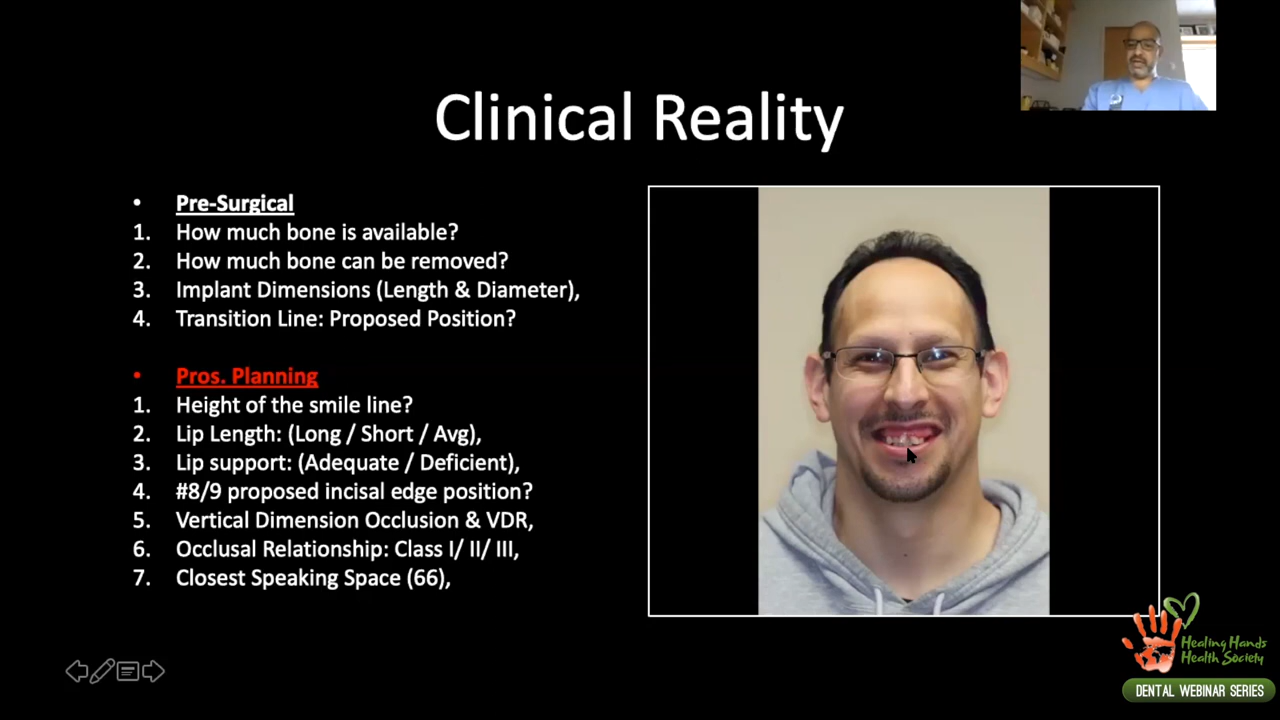 Clinical Reality
• Pre-Surgical
1. How much bone is available?
2. How much bone can be removed?
3. Implant Dimensions (Length & Diameter),
4. Transition Line: Proposed Position?
• Pros. Planning
1. Height of the smile line?
2. Lip Length: (Long / Short / Avg),
3. Lip support: (Adequate / Deficient),
4. #8/9 proposed incisal edge position?
5. Vertical Dimension Occlusion & VDR,
6. Occlusal Relationship: Class I/ II/ III,
7. Closest Speaking Space (66),
Healing Hands
Health Society
DENTAL WEBINAR SERIES